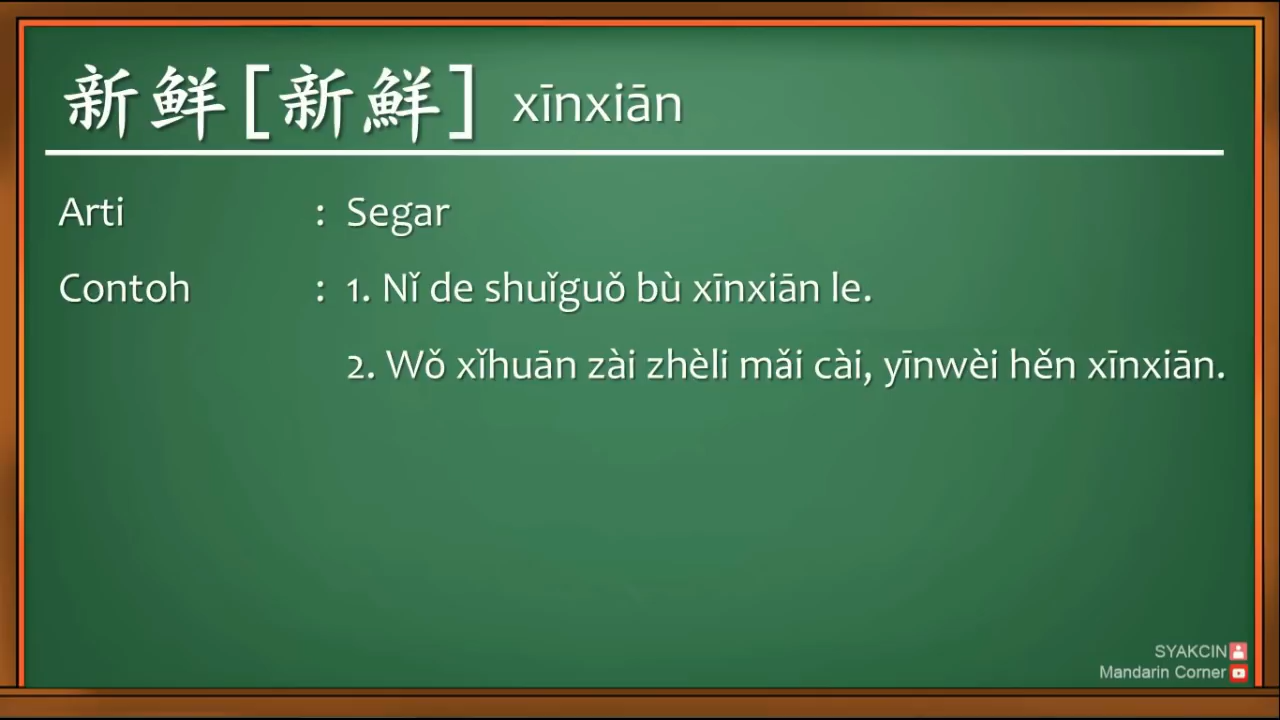 新鲜[新鮮] xīnxiān
Arti : Segar
Contoh : 1. Nǐ de shuǐguǒ bù xīnxiān le.
2. Wǒ xǐhuān zài zhèli mǎi cài, yīnwèi hěn xīnxiān.
SYAKCIN
Mandarin Corner